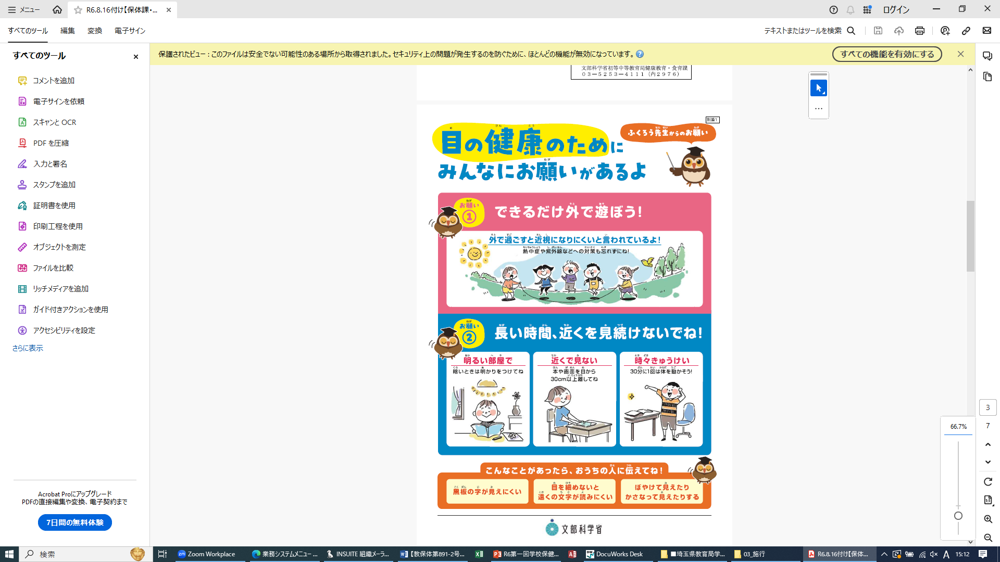 メニュー
R6.8.16付け【保体課・...
ログイン
すべてのツール
編集
変換
電子サイン
テキストまたはツールを検索
すべてのツール
保護されたビュー : このファイルは安全でない可能性のある場所から取得されました。セキュリティ上の問題が発生するのを防ぐために、ほとんどの機能が無効になっています。
すべての機能を有効にする
コメントを追加
電子サインを依頼
スキャンと OCR
PDF を圧縮
入力と署名
スタンプを追加
証明書を使用
印刷工程を使用
オブジェクトを測定
ファイルを比較
リッチメディアを追加
ガイド付きアクションを使用
アクセシビリティを設定
さらに表示
Acrobat Proにアップグレード
PDFの直接編集や変換、電子契約まで
7日間の無料体験
文部科学省初等中等教育局健康教育・食育課
03-5253-4111（内2976）
別添1
ふくろう先生からのお願い
目の健康のために
みんなにお願いがあるよ
お願い
①
できるだけ外で遊ぼう!
外で過ごすと近視になりにくいと言われているよ!
熱中症や紫外線などへの対策も忘れずにね!
お願い
②
長い時間、近くを見続けないでね!
明るい部屋で
暗いときは明かりをつけてね
近くで見ない
本や画面を目から
30cm以上離してね
時々きゅうけい
30分に1回は体を動かそう!
こんなことがあったら、おうちの人に伝えてね!
黒板の字が見えにくい
目を細めないと
遠くの文字が読みにくい
ぼやけて見えたり
かさなって見えたりする
文部科学省
3
7
66.7%
検索
Zoom Workplace
業務システムメニュー ...
INSUITE 組織メーラ...
【教保体第891-2号...
R6第一回学校保健...
DocuWorks Desk
■埼玉県教育局学...
03_施行
R6.8.16付け【保体...
A
15:12